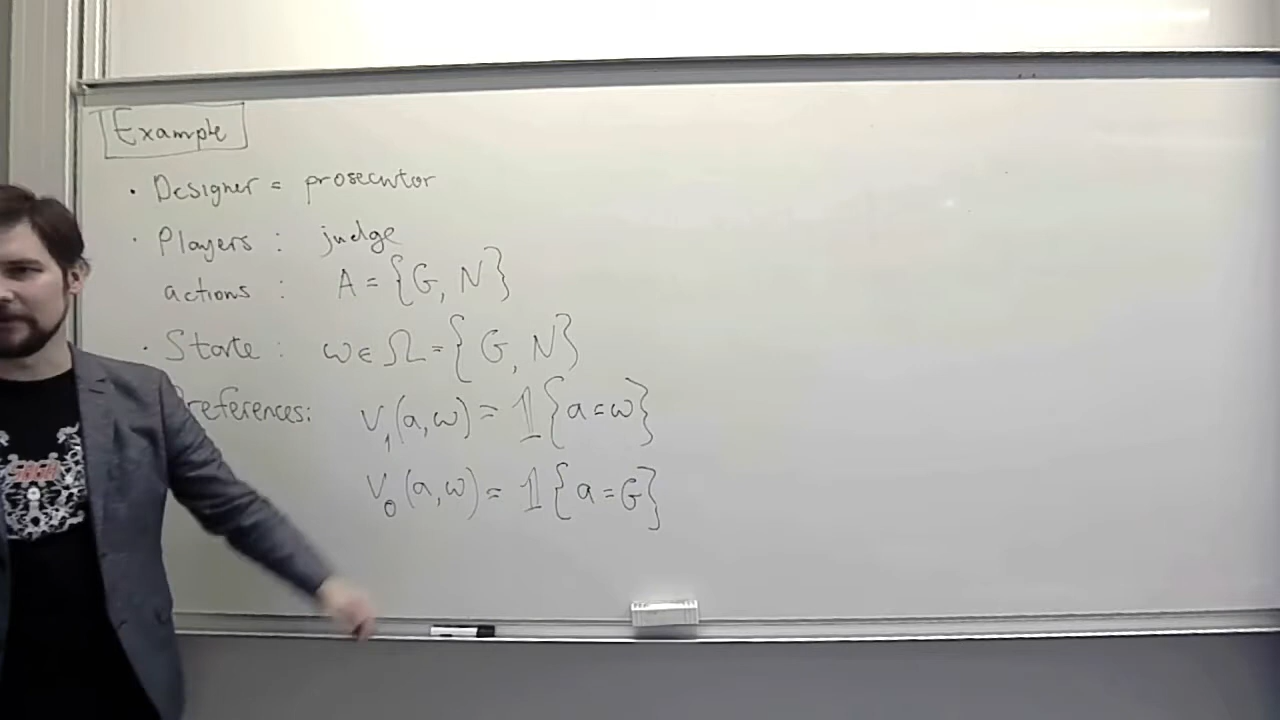 Example
· Designer = prosecutor
· Players : judge
actions : A = {G, N}
· State : ω ∈ Ω = {G, N}
references: V₁(a, ω) = 𝟙{a = ω}
V₀(a, ω) = 𝟙{a = G}